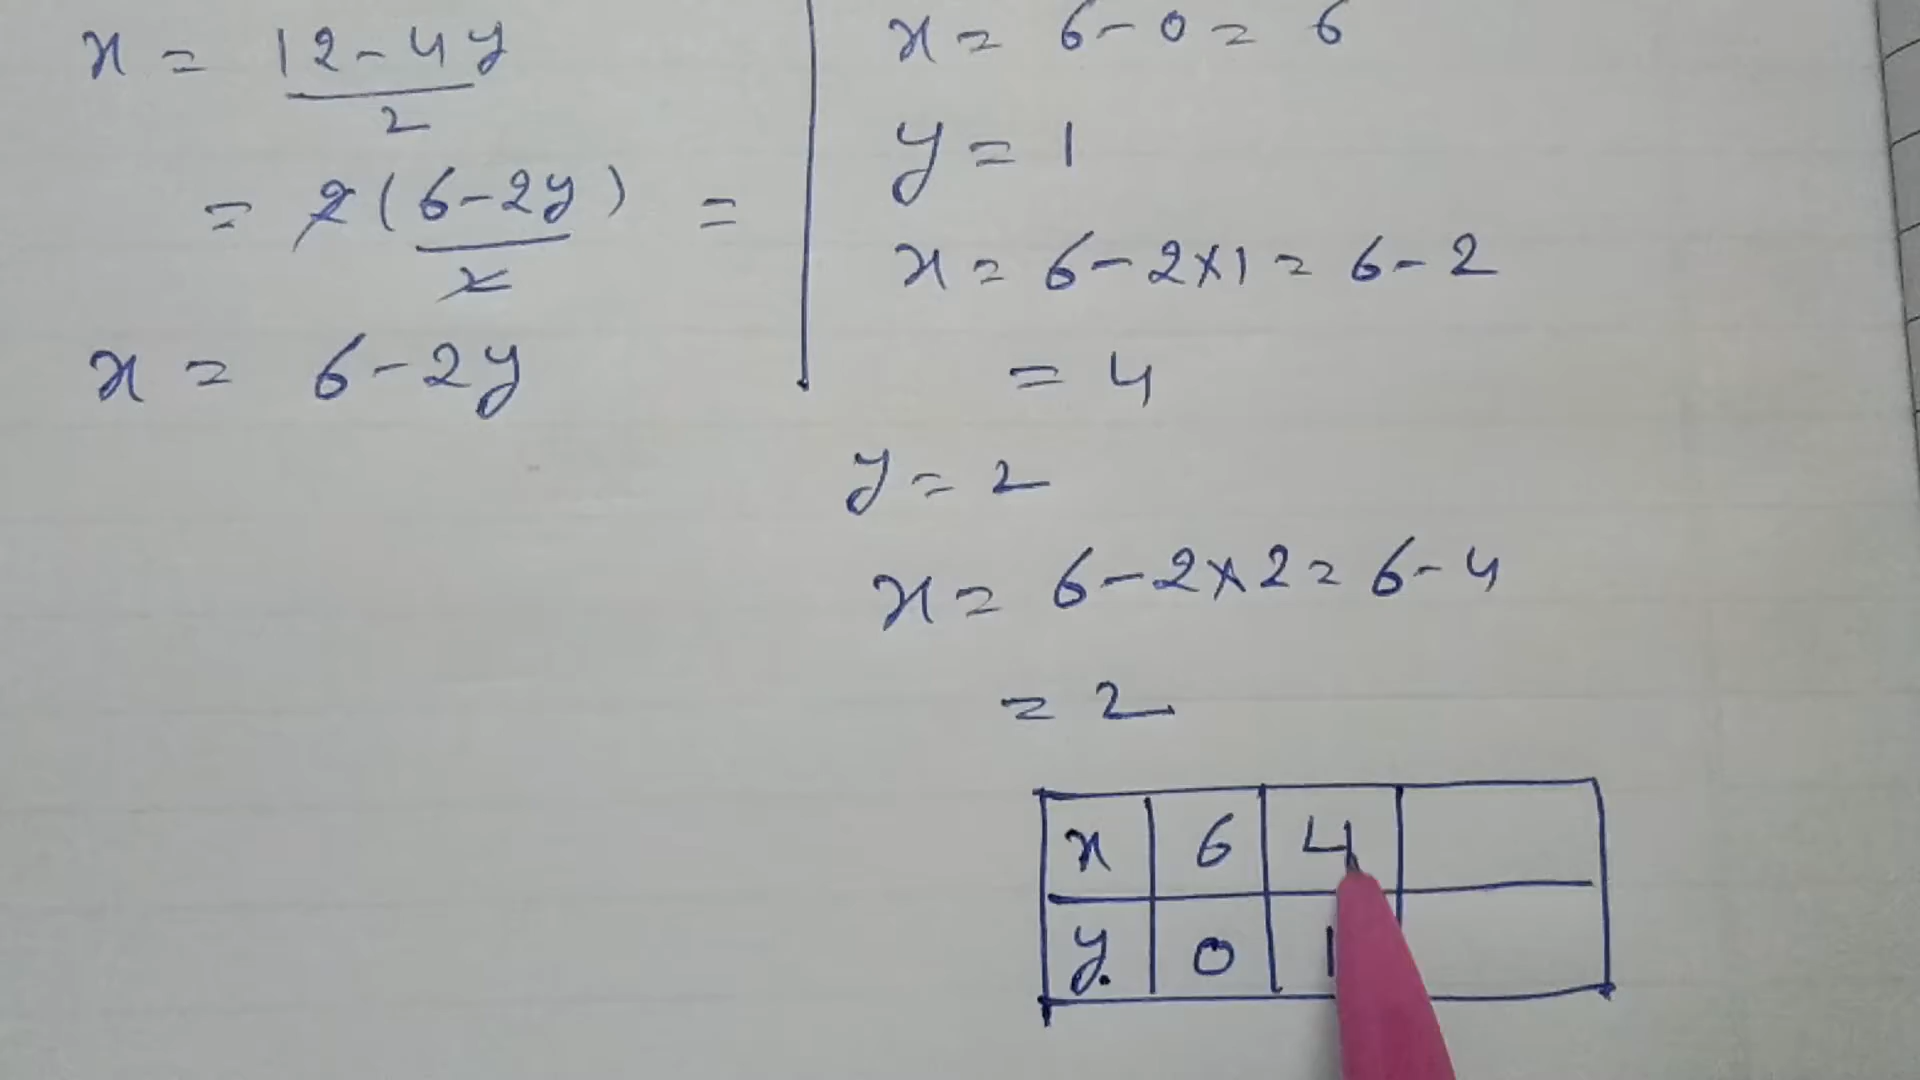 x = 12-4y
2
= 2(6-2y) =
2
x = 6-2y
x = 6-0 = 6
y = 1
x = 6-2×1 = 6-2
= 4
y = 2
x = 6-2×2 = 6-4
= 2
x 6 4
y 0 1